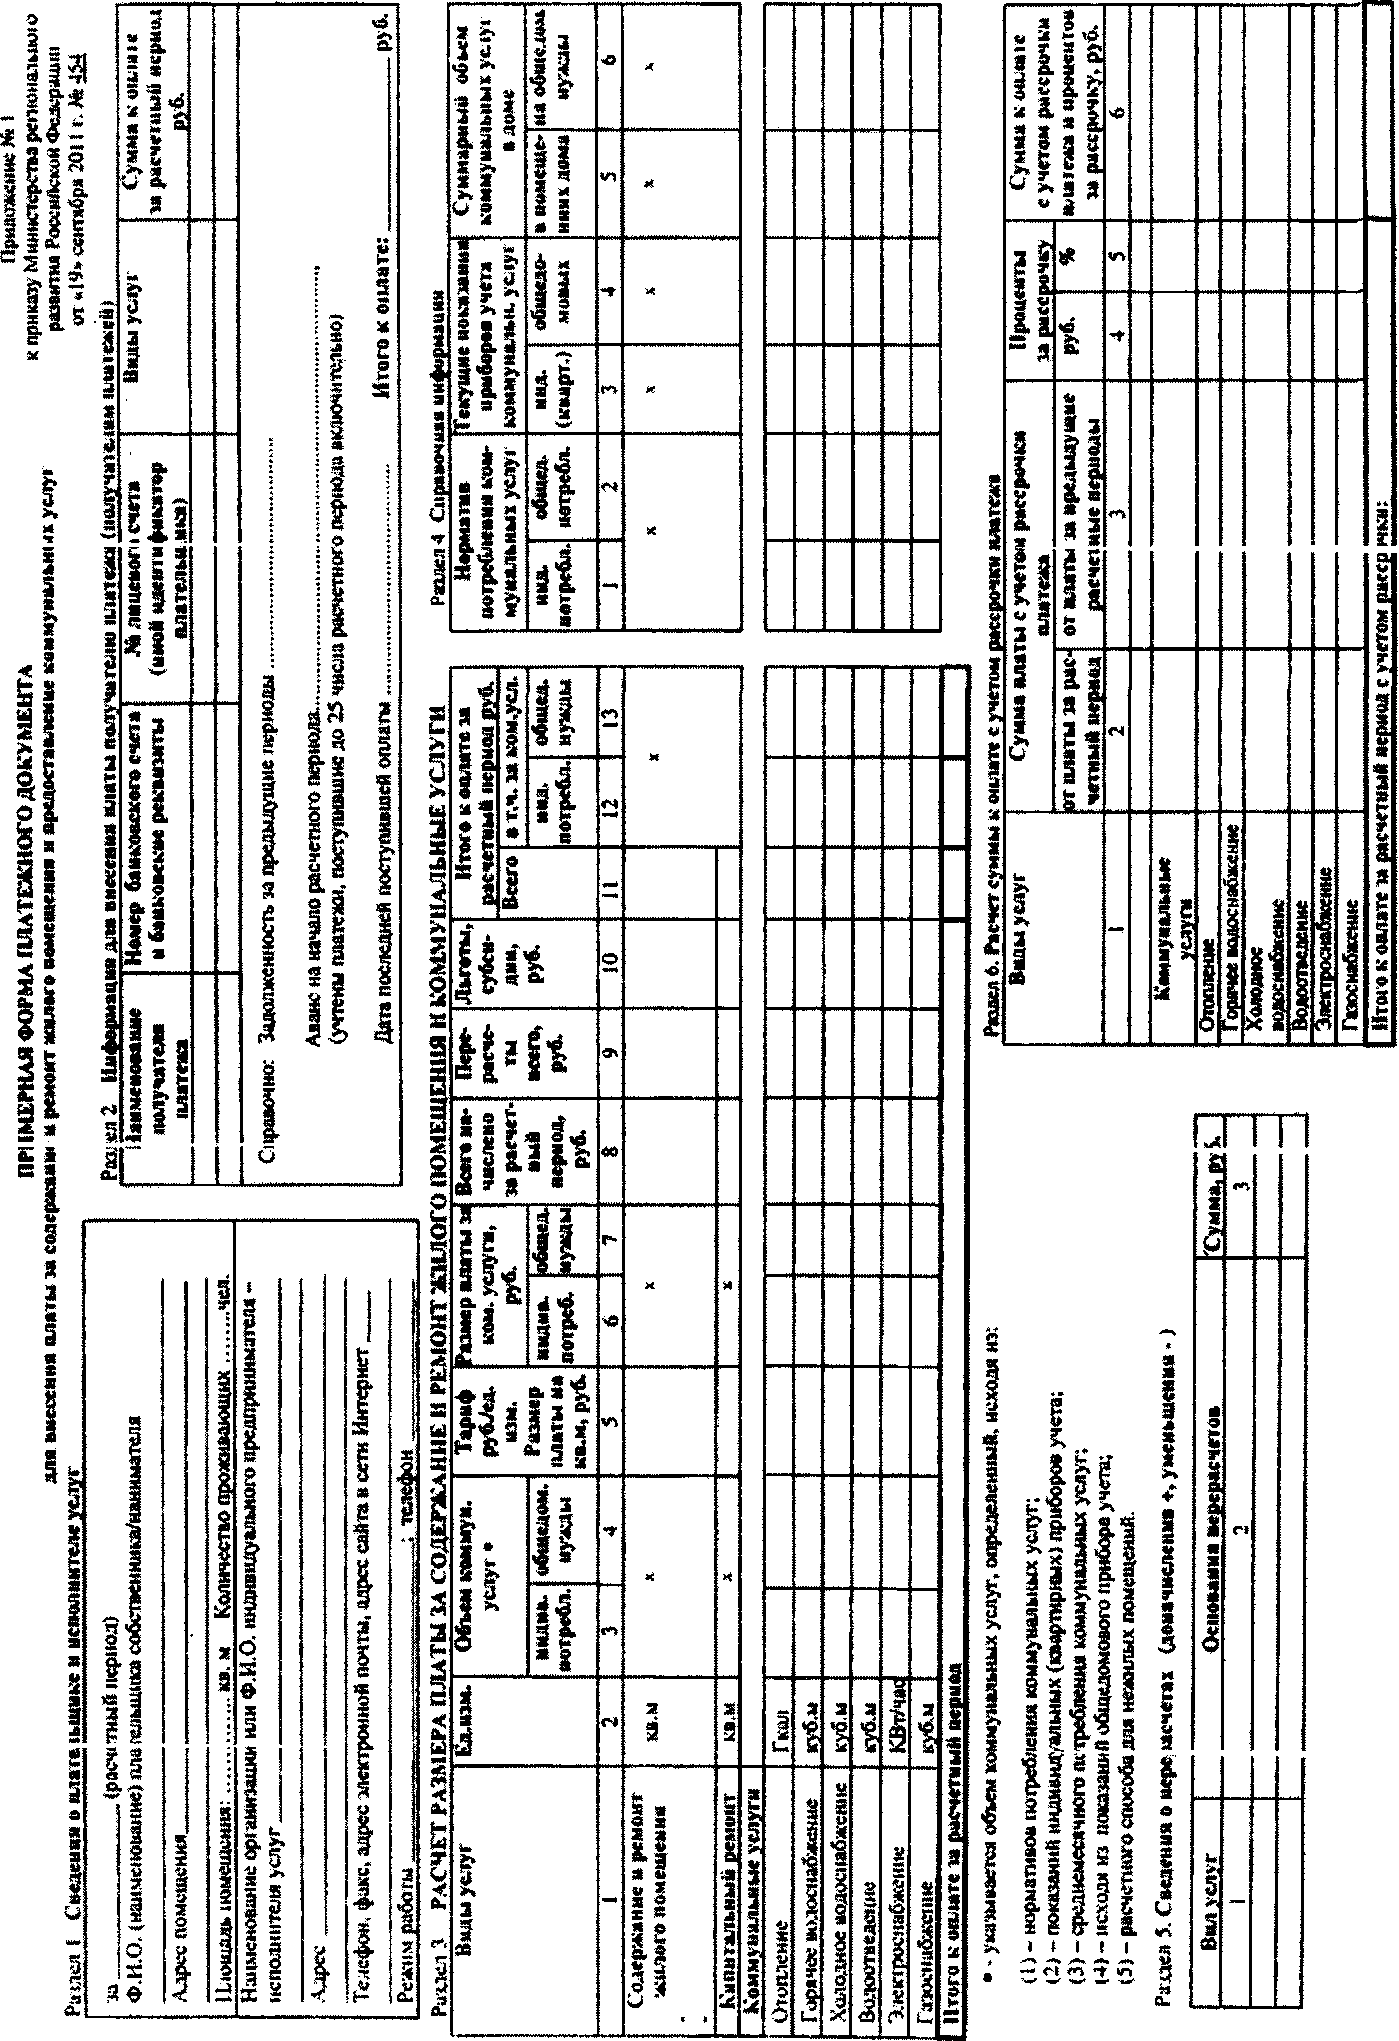 Приложение № 1
к приказу Министерства регионального
развития Российской Федерации
от «19» сентября 2011 г. № 454
ПРИМЕРНАЯ ФОРМА ПЛАТЕЖНОГО ДОКУМЕНТА
для внесения платы за содержание и ремонт жилого помещения и предоставление коммунальных услуг
Раздел 1 Сведения о плательщике и исполнителе услуг
за ________ (расчетный период)
Ф.И.О. (наименование) плательщика собственника/нанимателя
Адрес помещения
Площадь помещения: ........... кв. м Количество проживающих .......чел.
Наименование организации или Ф.И.О. индивидуального предпринимателя –
исполнителя услуг
Адрес
Телефон, факс, адрес электронной почты, адрес сайта в сети Интернет ____
Режим работы ________ ; телефон
Раздел 2 Информация для внесения платы получателю платежа (получателям платежей)
Наименование получателя платежа
Номер банковского счета и банковские реквизиты
№ лицевого счета (иной идентификатор плательщика)
Виды услуг
Сумма к оплате за расчетный период руб.
Справочно: Задолженность за предыдущие периоды ..........
Аванс на начало расчетного периода..........
(учтены платежи, поступившие до 25 числа расчетного периода включительно)
Дата последней поступившей оплаты .......... Итого к оплате: __________ руб.
Раздел 3 РАСЧЕТ РАЗМЕРА ПЛАТЫ ЗА СОДЕРЖАНИЕ И РЕМОНТ ЖИЛОГО ПОМЕЩЕНИЯ И КОММУНАЛЬНЫЕ УСЛУГИ
Виды услуг
Ед.изм.
Объем коммун. услуг *
индив. потребл.
общедом. нужды
Тариф руб./ед. изм.
Размер платы на кв.м, руб.
Размер платы за ком. услуги, руб.
индив. потреб.
общед. нужды
Всего начислено за расчетный период, руб.
Перерасчеты всего, руб.
Льготы, субсидии, руб.
Итого к оплате за расчетный период руб.
Всего
в т.ч. за ком.усл.
инд. потребл.
общед. нужды
1 2 3 4 5 6 7 8 9 10 11 12 13
Содержание и ремонт жилого помещения кв.м x x x
Капитальный ремонт кв.м x x
Коммунальные услуги
Отопление Гкал
Горячее водоснабжение куб.м
Холодное водоснабжение куб.м
Водоотведение куб.м
Электроснабжение КВт/час
Газоснабжение куб.м
Итого к оплате за расчетный период
Раздел 4 Справочная информация
Норматив потребления коммунальных услуг
инд. потребл.
общед. потребл.
Текущие показания приборов учета коммунальн. услуг
инд. (кварт.)
общедомовых
Суммарный объем коммунальных услуг в доме
в помещениях дома
на общедом нужды
1 2 3 4 5 6
x x x x x
* - указывается объем коммунальных услуг, определенный, исходя из:
(1) – нормативов потребления коммунальных услуг;
(2) – показаний индивидуальных (квартирных) приборов учета;
(3) – среднемесячного потребления коммунальных услуг;
(4) – исходя из показаний общедомового прибора учета;
(5) – расчетного способа для нежилых помещений.
Раздел 5. Сведения о перерасчетах (доначисления +, уменьшения - )
Вид услуг
Основания перерасчетов
Сумма, руб.
1 2 3
Раздел 6. Расчет суммы к оплате с учетом рассрочки платежа
Виды услуг
Сумма платы с учетом рассрочки платежа
от платы за расчетный период
от платы за предыдущие расчетные периоды
Проценты за рассрочку
руб.
%
Сумма к оплате с учетом рассрочки платежа и процентов за рассрочку, руб.
1 2 3 4 5 6
Коммунальные услуги
Отопление
Горячее водоснабжение
Холодное водоснабжение
Водоотведение
Электроснабжение
Газоснабжение
Итого к оплате за расчетный период с учетом рассрочки: